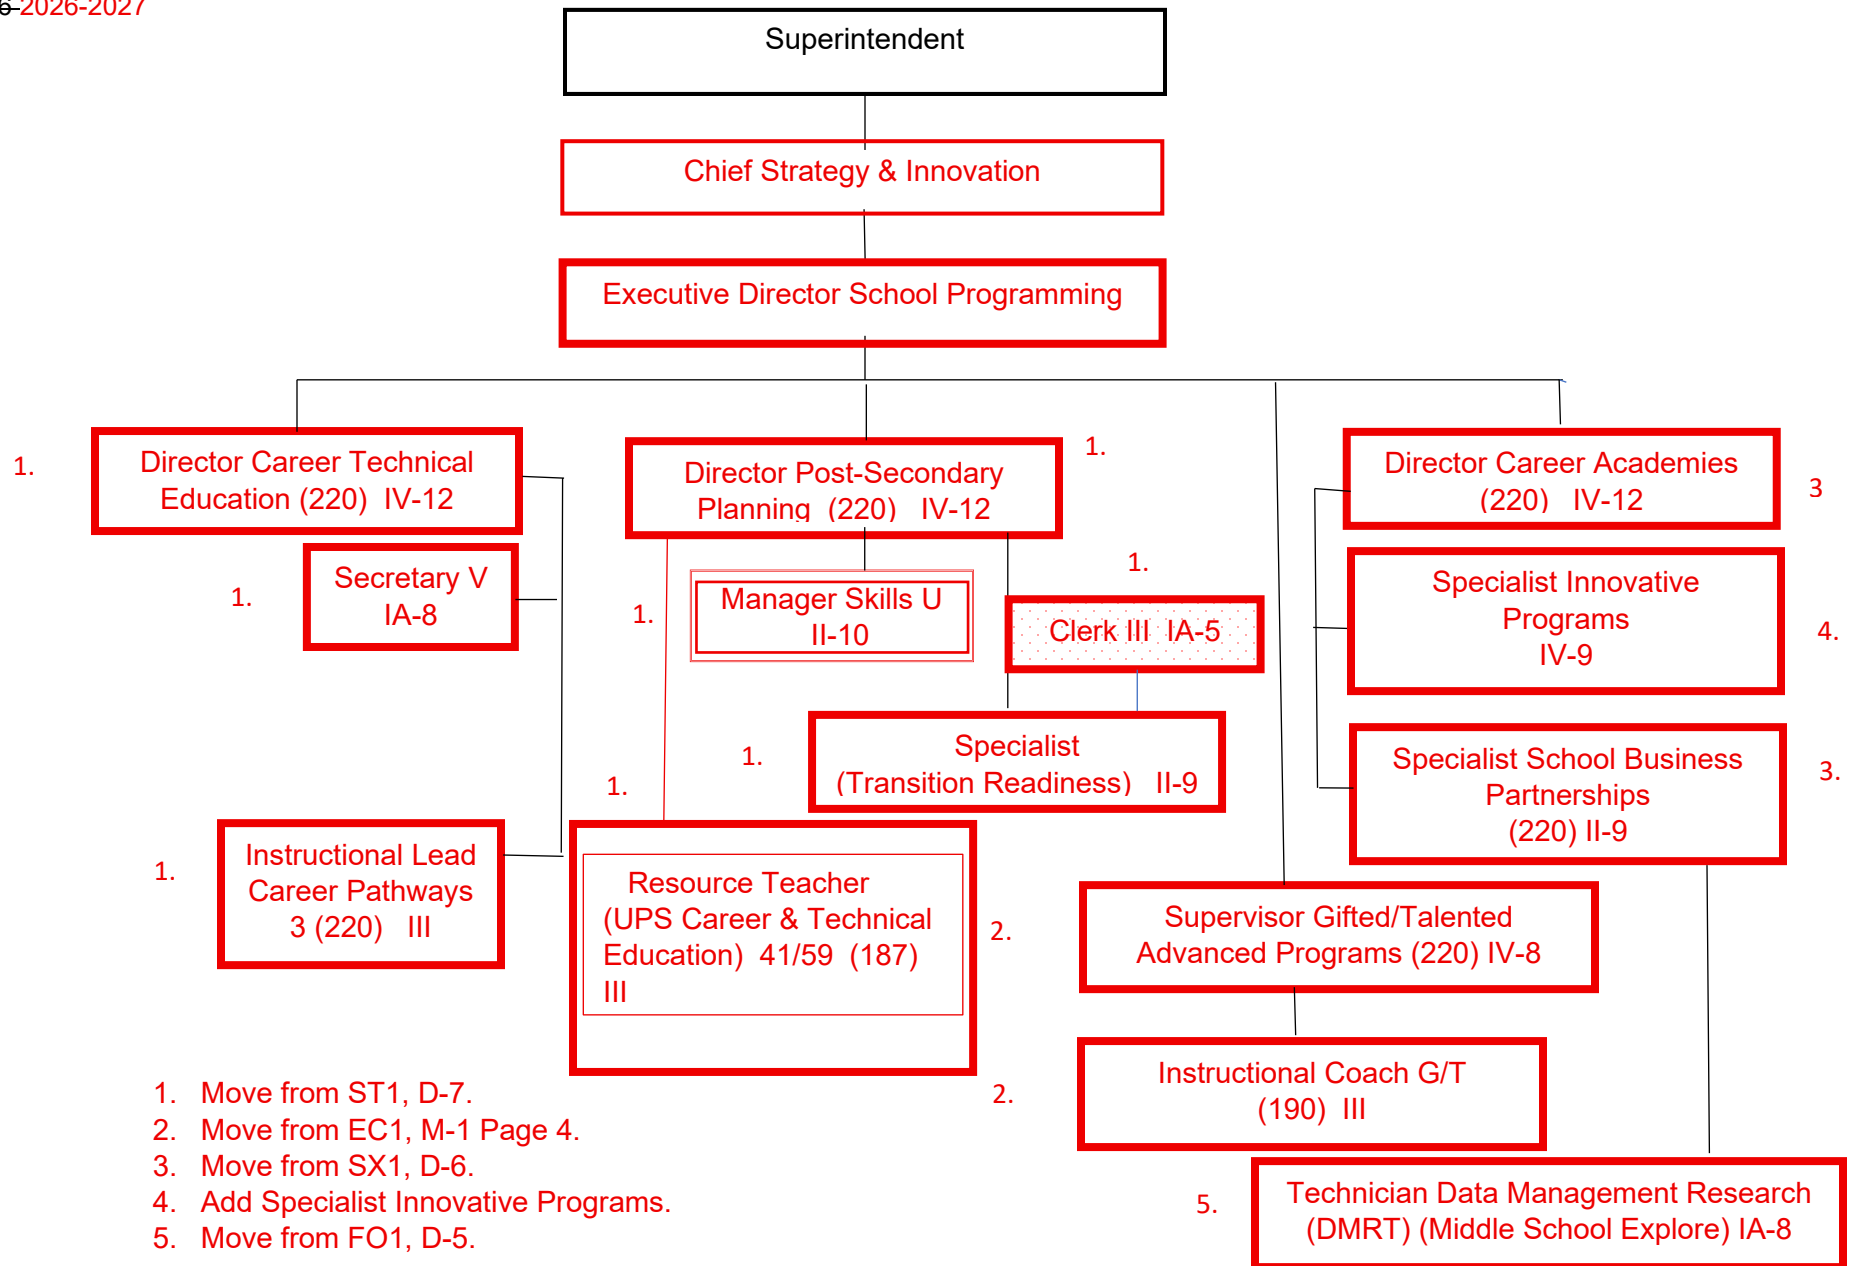 6 2026-2027
Superintendent
Chief Strategy & Innovation
Executive Director School Programming
1.
Director Career Technical
Education (220) IV-12
Director Post-Secondary
Planning (220) IV-12
1.
Director Career Academies
(220) IV-12
3
1.
Secretary V
IA-8
1.
Manager Skills U
II-10
1.
Clerk III IA-5
Specialist Innovative
Programs
IV-9
4.
1.
Specialist
(Transition Readiness) II-9
Specialist School Business
Partnerships
(220) II-9
3.
1.
Instructional Lead
Career Pathways
3 (220) III
1.
Resource Teacher
(UPS Career & Technical
Education) 41/59 (187)
III
2.
Supervisor Gifted/Talented
Advanced Programs (220) IV-8
2.
Instructional Coach G/T
(190) III
5.
Technician Data Management Research
(DMRT) (Middle School Explore) IA-8
1. Move from ST1, D-7.
2. Move from EC1, M-1 Page 4.
3. Move from SX1, D-6.
4. Add Specialist Innovative Programs.
5. Move from FO1, D-5.